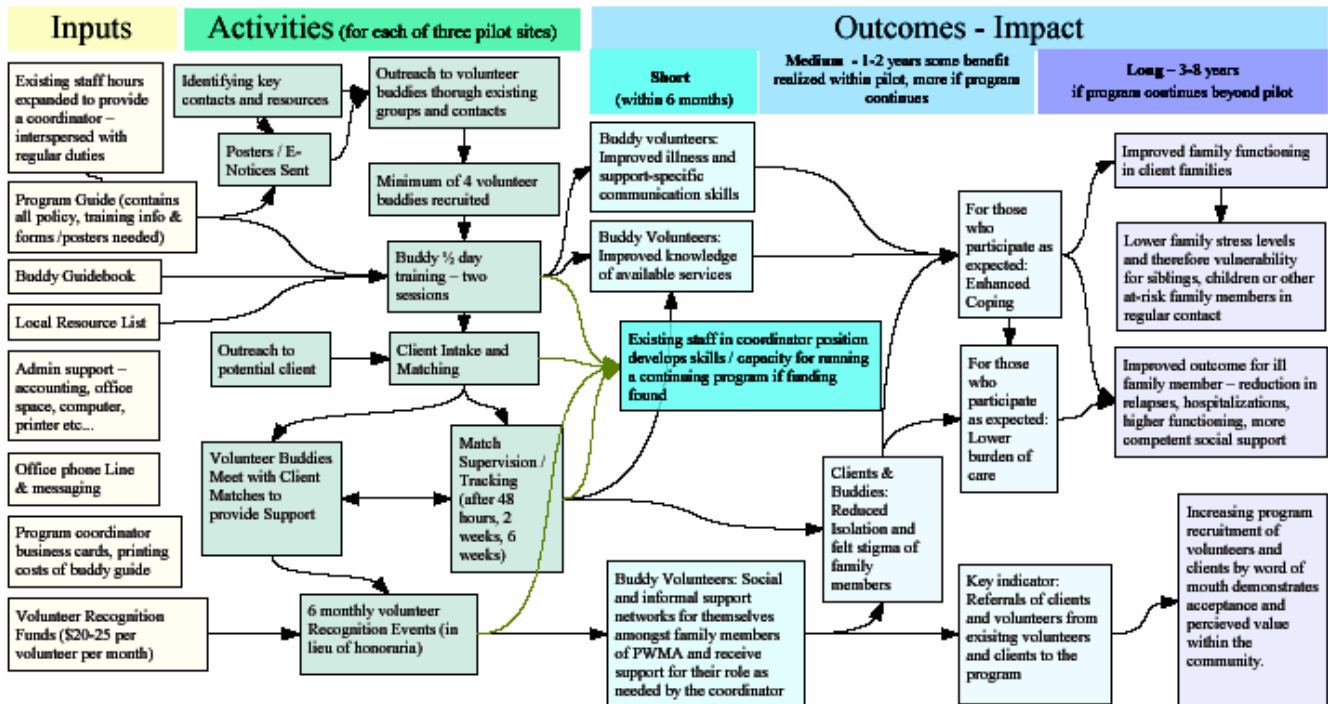 Inputs
Activities (for each of three pilot sites)
Outcomes - Impact
Short
(within 6 months)
Medium - 1-2 years some benefit
realized within pilot, more if program
continues
Long – 3-8 years
if program continues beyond pilot
Existing staff hours
expanded to provide
a coordinator –
interspersed with
regular duties
Program Guide (contains
all policy, training info &
forms /posters needed)
Buddy Guidebook
Local Resource List
Admin support –
accounting, office
space, computer,
printer etc...
Office phone Line
& messaging
Program coordinator
business cards, printing
costs of buddy guide
Volunteer Recognition
Funds ($20-25 per
volunteer per month)
Identifying key
contacts and resources
Posters / E-
Notices Sent
Outreach to volunteer
buddies thorugh existing
groups and contacts
Minimum of 4 volunteer
buddies recruited
Buddy ½ day
training – two
sessions
Outreach to
potential client
Client Intake and
Matching
Volunteer Buddies
Meet with Client
Matches to
provide Support
Match
Supervision /
Tracking
(after 48
hours, 2
weeks, 6
weeks)
6 monthly volunteer
Recognition Events (in
lieu of honoraria)
Buddy volunteers:
Improved illness and
support-specific
communication skills
Buddy Volunteers:
Improved knowledge
of available services
Existing staff in coordinator position
develops skills / capacity for running
a continuing program if funding
found
Buddy Volunteers: Social
and informal support
networks for themselves
amongst family members
of PWMA and receive
support for their role as
needed by the coordinator
Clients &
Buddies:
Reduced
Isolation and
felt stigma of
family
members
For those
who
participate as
expected:
Enhanced
Coping
For those
who
participate
as expected:
Lower
burden of
care
Key indicator:
Referrals of clients
and volunteers from
exisitng volunteers
and clients to the
program
Improved family functioning
in client families
Lower family stress levels
and therefore vulnerability
for siblings, children or other
at-risk family members in
regular contact
Improved outcome for ill
family member – reduction in
relapses, hospitalizations,
higher functioning, more
competent social support
Increasing program
recruitment of
volunteers and
clients by word of
mouth demonstrates
acceptance and
percieved value
within the
community.